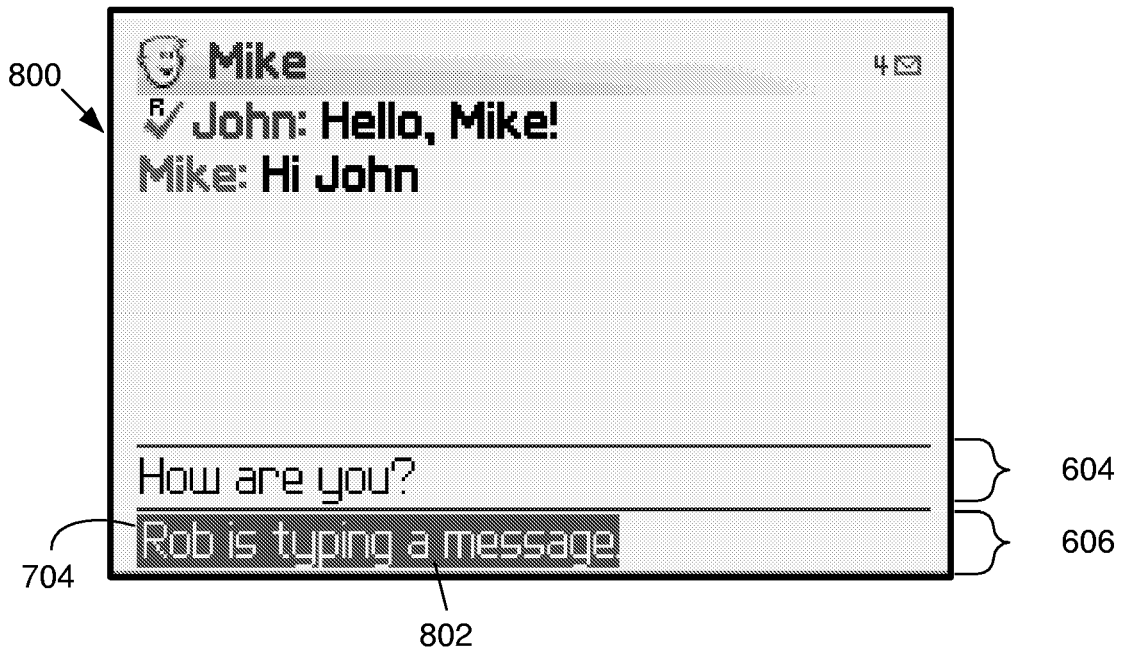 Mike 4
800
R John: Hello, Mike!
Mike: Hi John
How are you? 604
Rob is typing a message 606
704
802